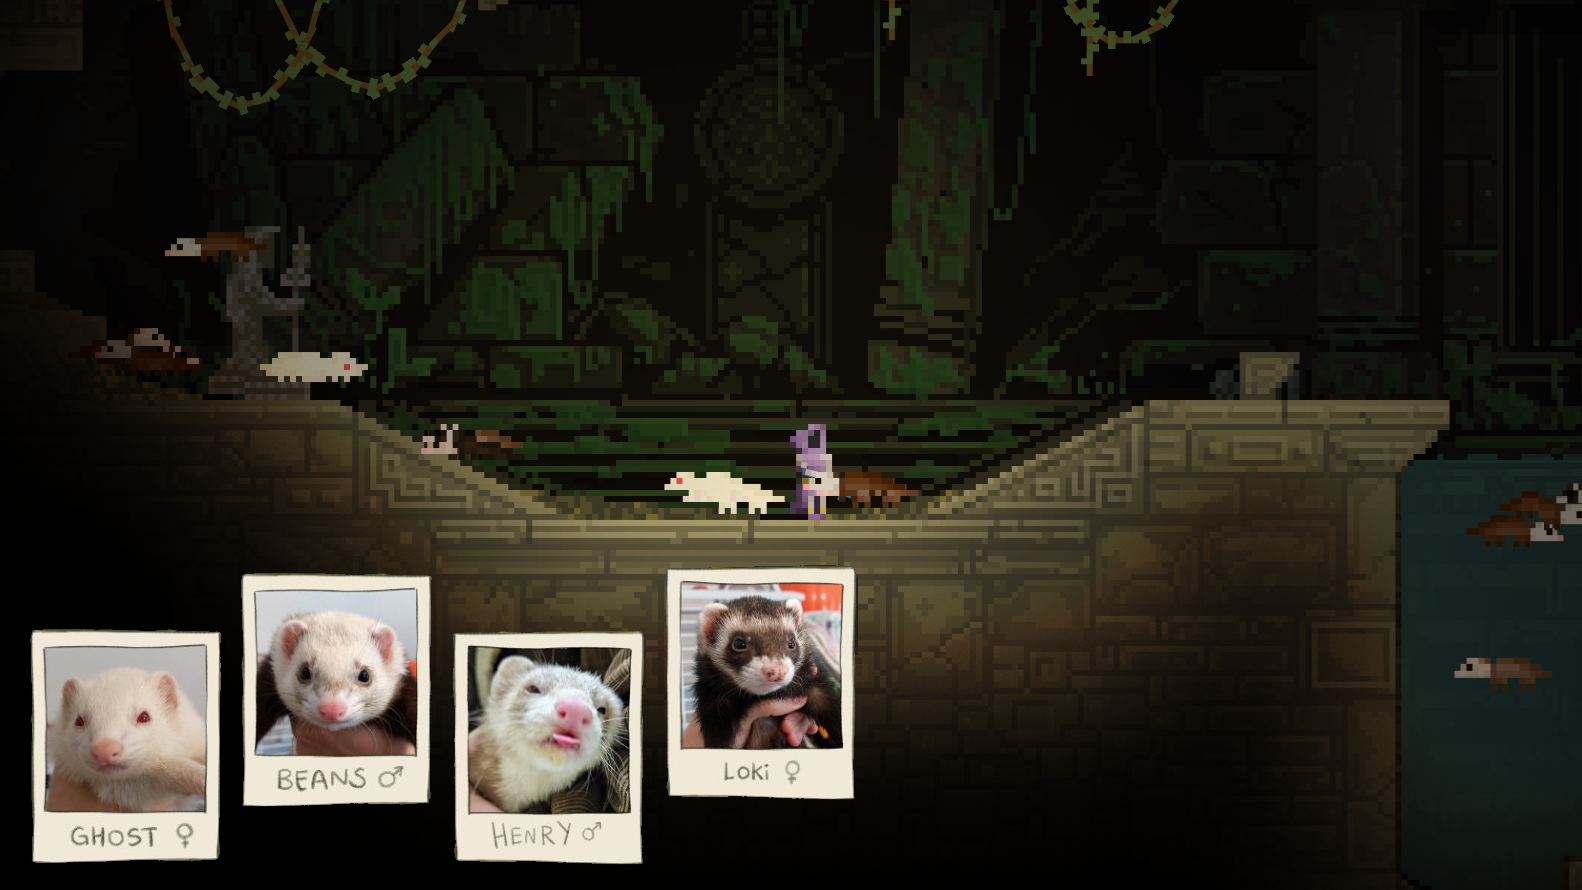 GHOST ♀
BEANS ♂
HENRY ♂
Loki ♀